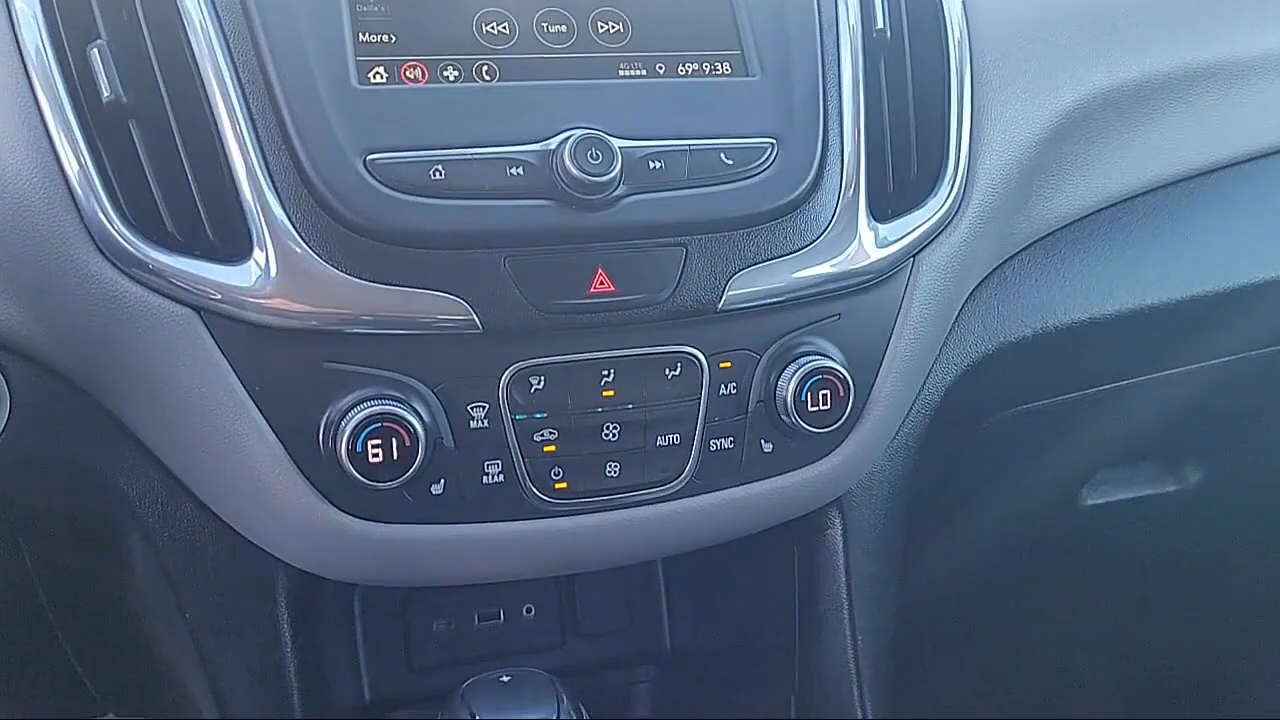 More>
Tune
4G LTE
69° 9:38
A/C
LO
MAX
61
AUTO
SYNC
REAR